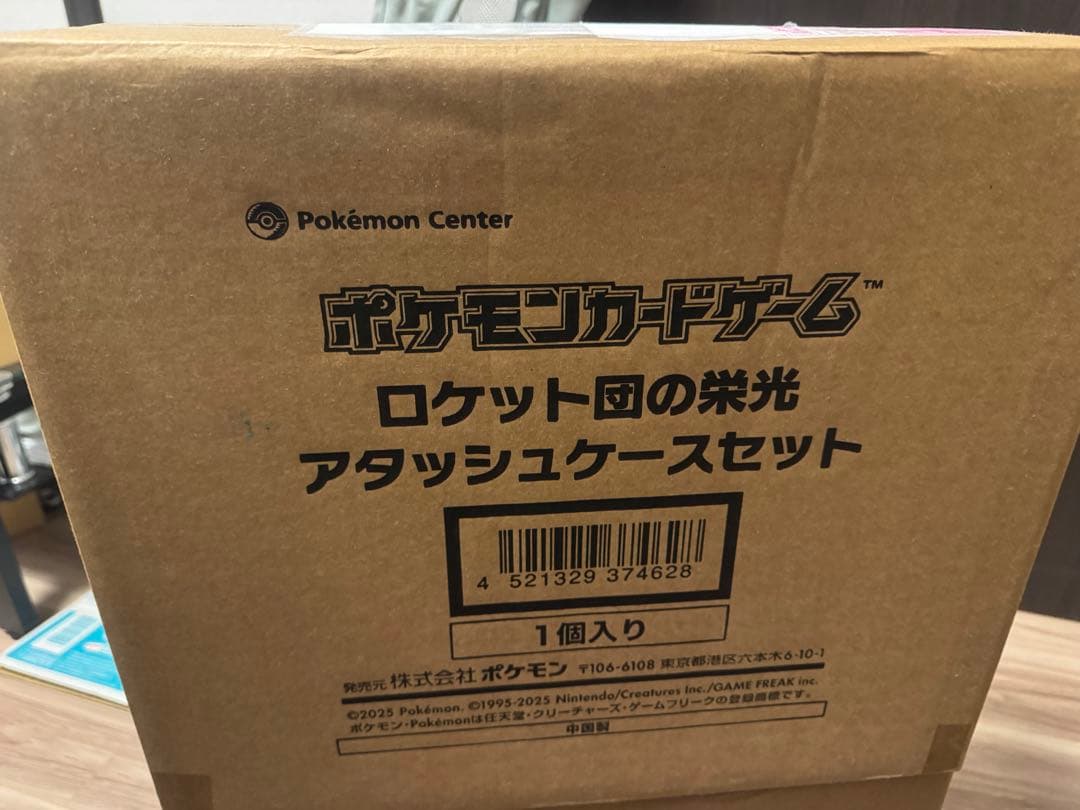 Pokémon Center
ポケモンカードゲーム™
ロケット団の栄光
アタッシュケースセット
4 521329 374628
1個入り
発売元 株式会社 ポケモン 〒106-6108 東京都港区六本木6-10-1
©2025 Pokémon. ©1995-2025 Nintendo/Creatures Inc./GAME FREAK inc.
ポケモン・Pokémonは任天堂・クリーチャーズ・ゲームフリークの登録商標です。
中国製